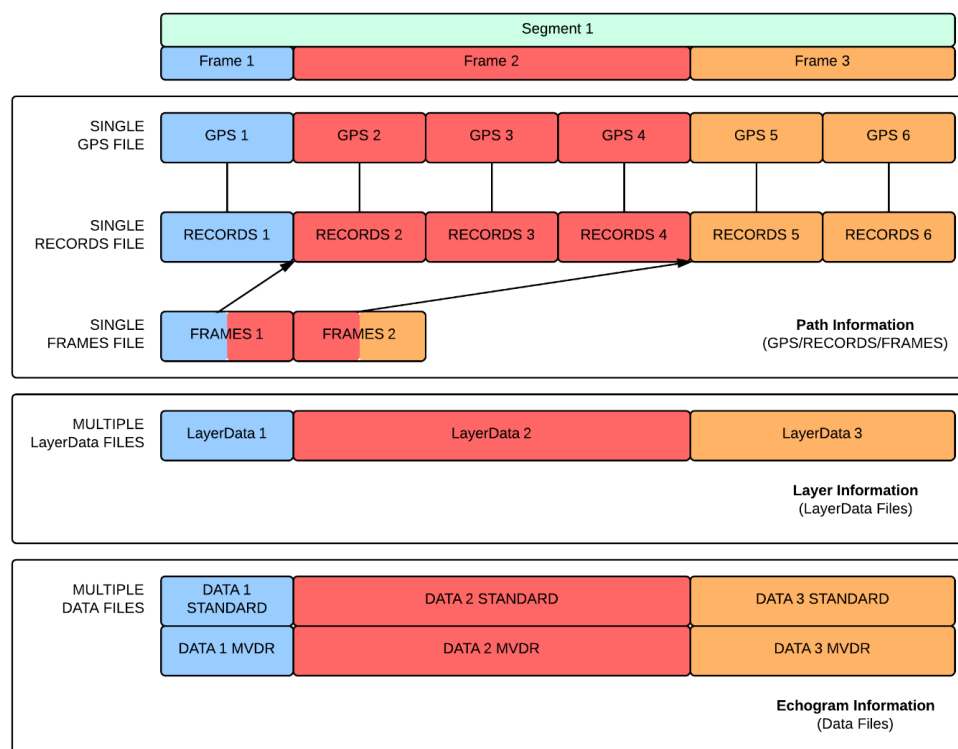 Segment 1
Frame 1
Frame 2
Frame 3
SINGLE
GPS FILE
GPS 1
GPS 2
GPS 3
GPS 4
GPS 5
GPS 6
SINGLE
RECORDS FILE
RECORDS 1
RECORDS 2
RECORDS 3
RECORDS 4
RECORDS 5
RECORDS 6
SINGLE
FRAMES FILE
FRAMES 1
FRAMES 2
Path Information
(GPS/RECORDS/FRAMES)
MULTIPLE
LayerData FILES
LayerData 1
LayerData 2
LayerData 3
Layer Information
(LayerData Files)
MULTIPLE
DATA FILES
DATA 1
STANDARD
DATA 2 STANDARD
DATA 3 STANDARD
DATA 1 MVDR
DATA 2 MVDR
DATA 3 MVDR
Echogram Information
(Data Files)